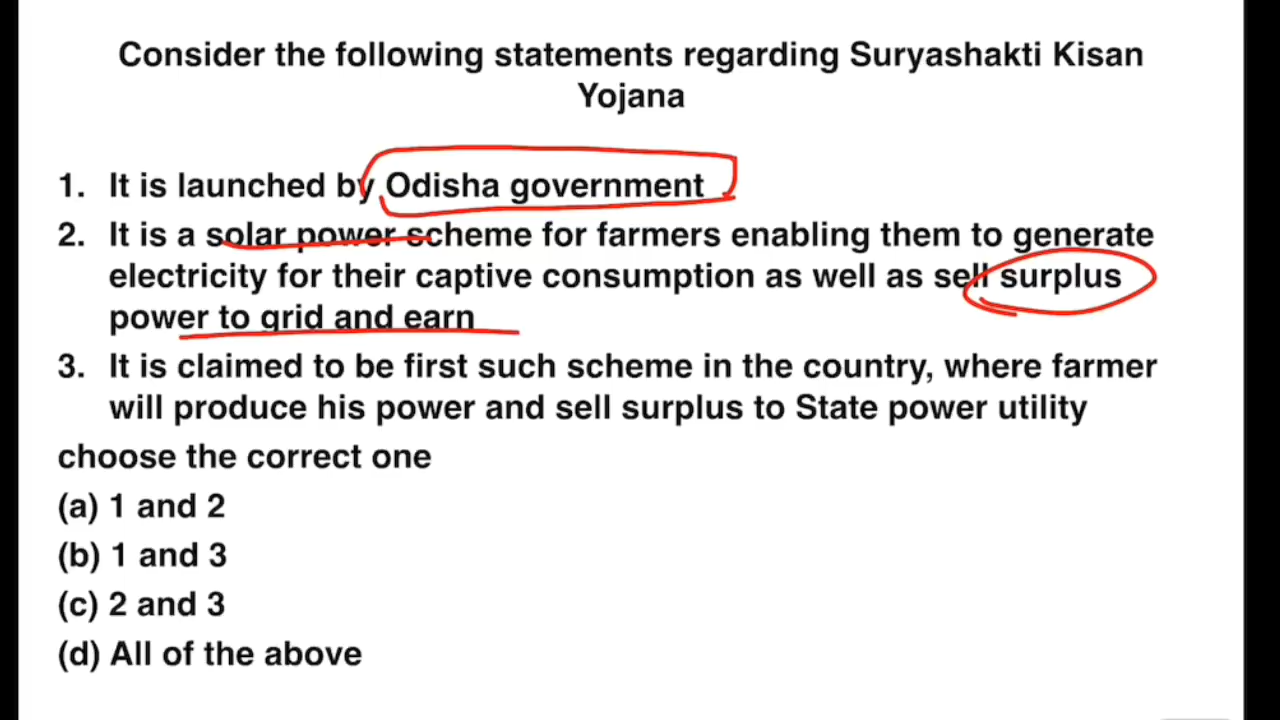 Consider the following statements regarding Suryashakti Kisan
Yojana
1. It is launched by Odisha government
2. It is a solar power scheme for farmers enabling them to generate
electricity for their captive consumption as well as sell surplus
power to grid and earn
3. It is claimed to be first such scheme in the country, where farmer
will produce his power and sell surplus to State power utility
choose the correct one
(a) 1 and 2
(b) 1 and 3
(c) 2 and 3
(d) All of the above